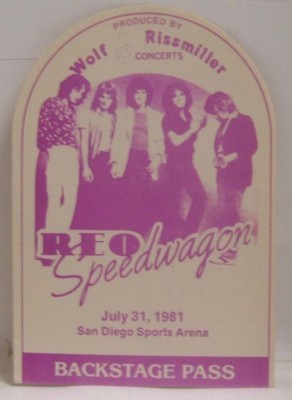 PRODUCED BY
Wolf & Rissmiller
CONCERTS
REO
Speedwagon
July 31, 1981
San Diego Sports Arena
BACKSTAGE PASS